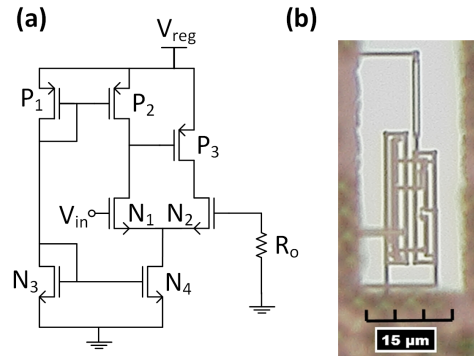 (a)
(b)
V_reg
P_1
P_2
P_3
V_in
N_1
N_2
R_o
N_3
N_4
15 μm